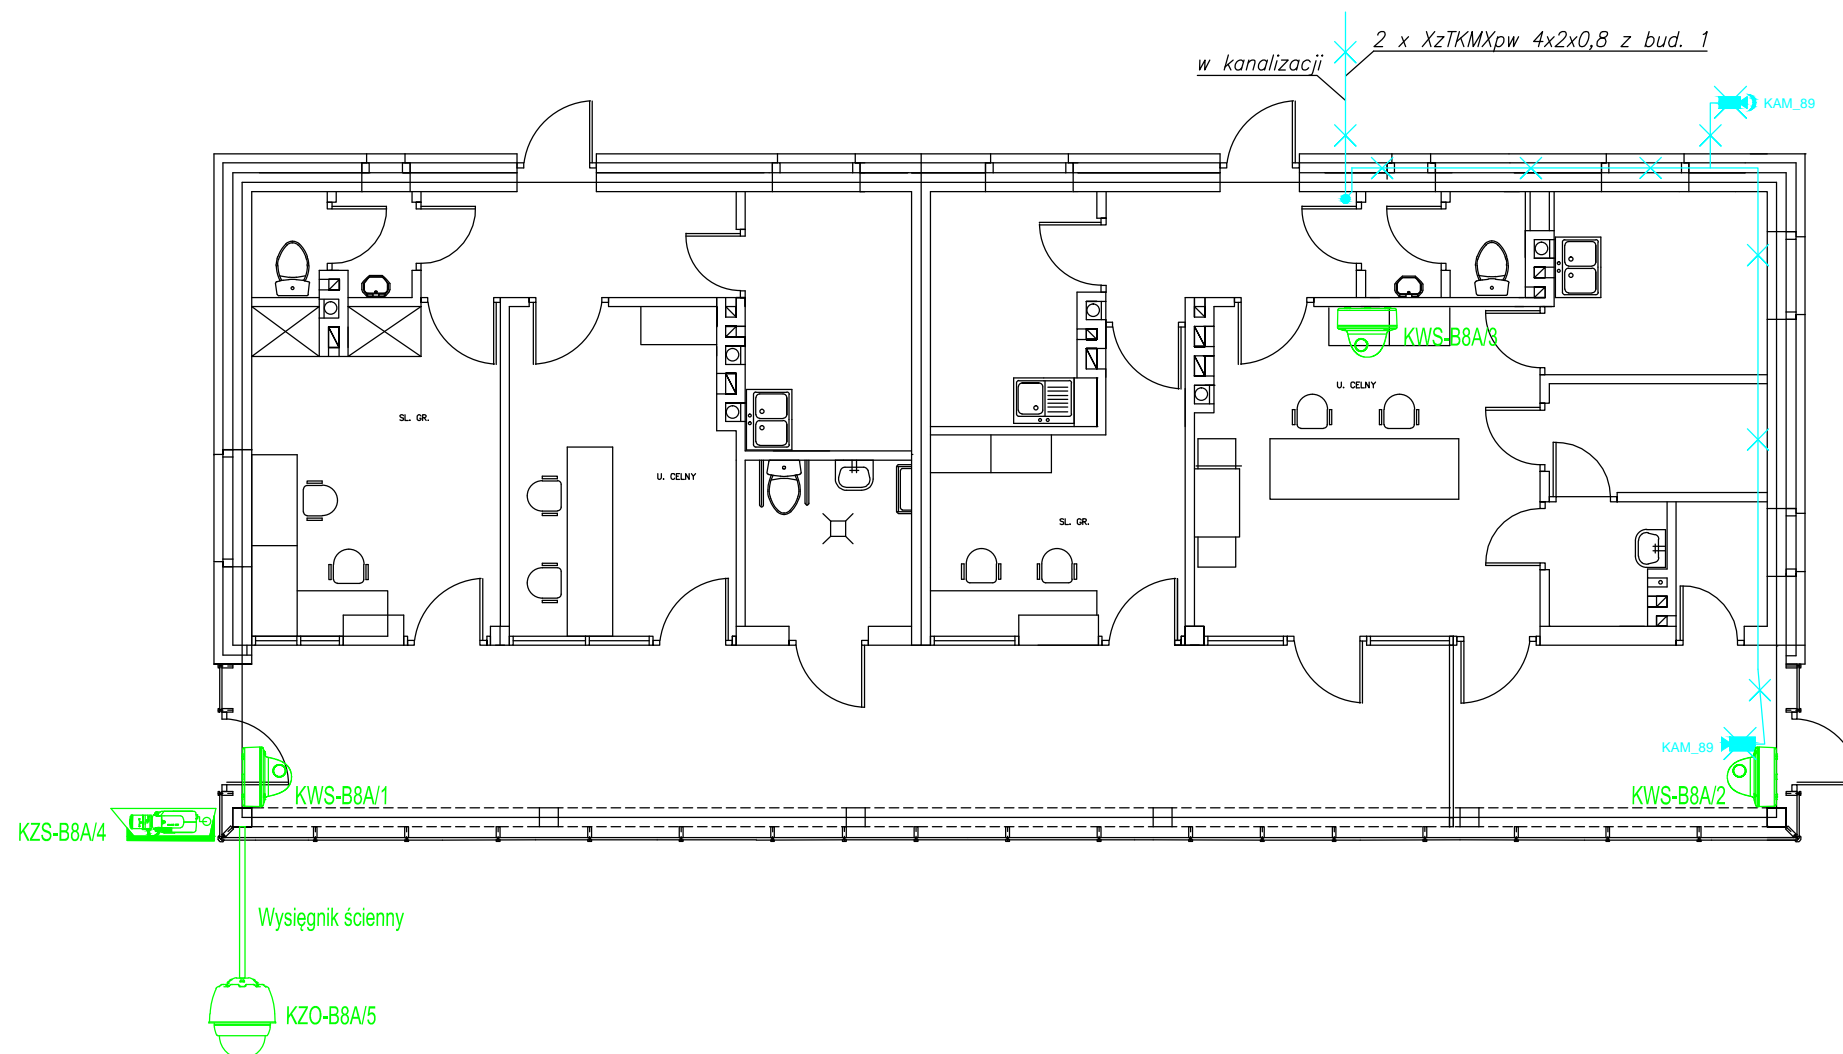 2 x XzTKMXpw 4x2x0,8 z bud. 1
w kanalizacji
KAM_89
KWS-B8A/3
U. CELNY
SL. GR.
U. CELNY
SL. GR.
KAM_89
KWS-B8A/1
KWS-B8A/2
KZS-B8A/4
Wysięgnik ścienny
KZO-B8A/5